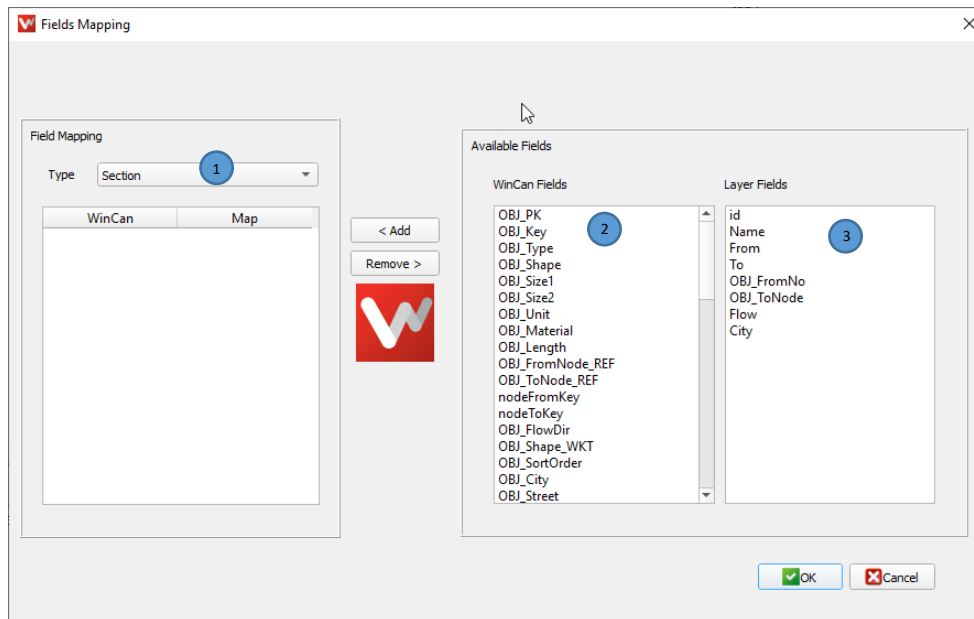 Fields Mapping
Field Mapping
Type
Section
1
WinCan
Map
< Add
Remove >
Available Fields
WinCan Fields
2
OBJ_PK
OBJ_Key
OBJ_Type
OBJ_Shape
OBJ_Size1
OBJ_Size2
OBJ_Unit
OBJ_Material
OBJ_Length
OBJ_FromNode_REF
OBJ_ToNode_REF
nodeFromKey
nodeToKey
OBJ_FlowDir
OBJ_Shape_WKT
OBJ_SortOrder
OBJ_City
OBJ_Street
Layer Fields
3
id
Name
From
To
OBJ_FromNo
OBJ_ToNode
Flow
City
OK
Cancel